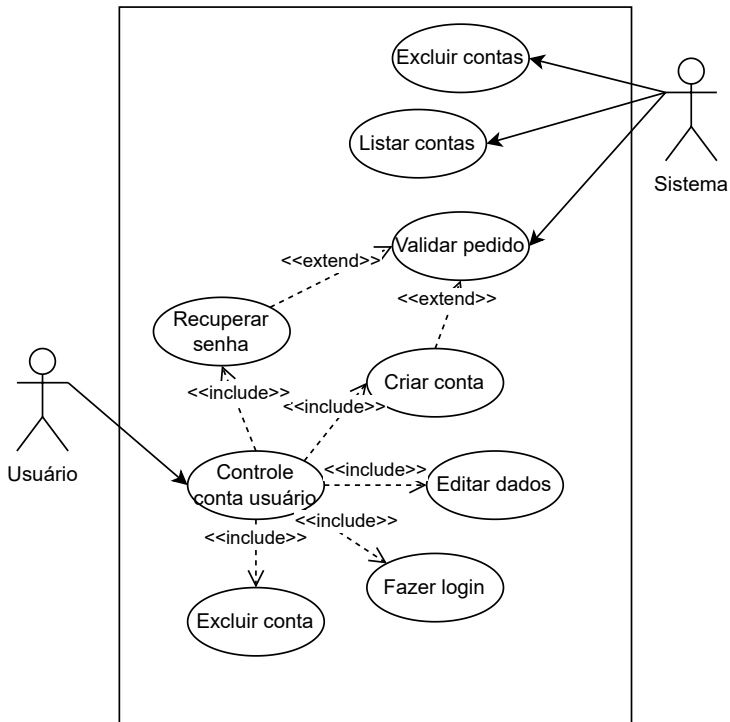 Excluir contas
Listar contas
Sistema
Validar pedido
<<extend>>
<<extend>>
Recuperar
senha
Criar conta
<<include>>
<<include>>
Usuário
Controle
conta usuário
<<include>>
Editar dados
<<include>>
<<include>>
Fazer login
Excluir conta